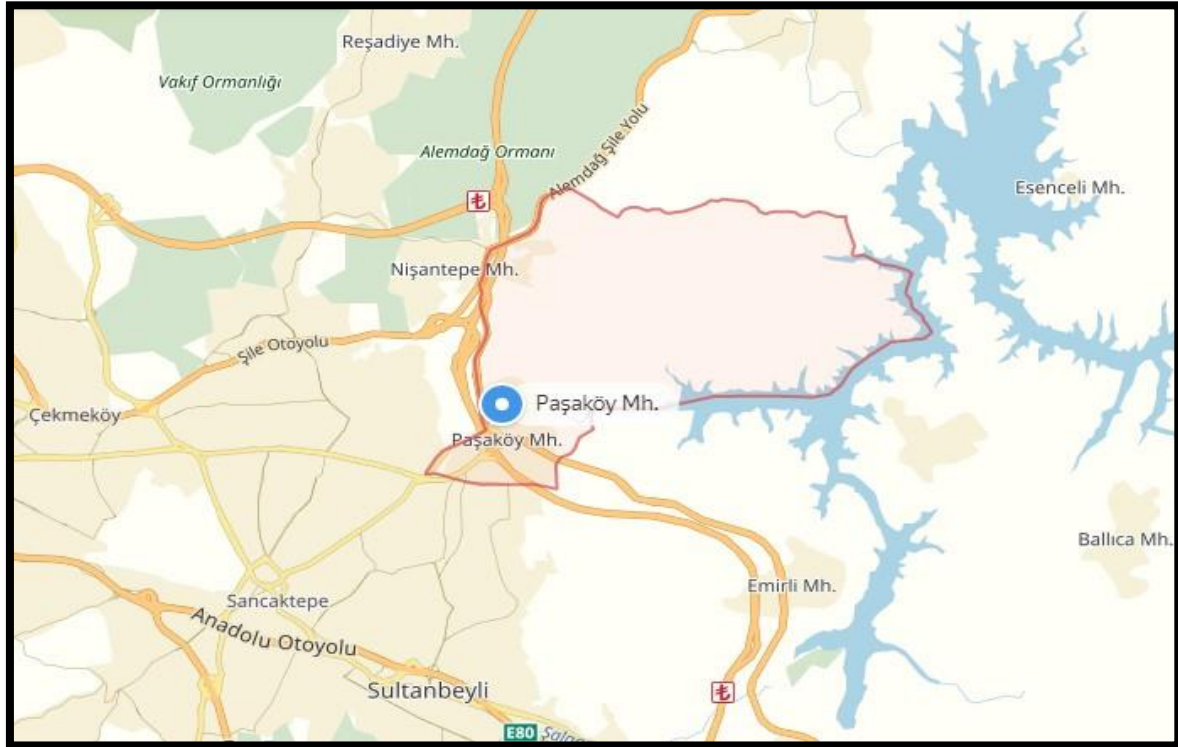 Reşadiye Mh.
Vakıf Ormanlığı
Alemdağ Ormanı
Alemdağ Şile Yolu
Esenceli Mh.
Nişantepe Mh.
Şile Otoyolu
Çekmeköy
Paşaköy Mh.
Paşaköy Mh.
Ballıca Mh.
Emirli Mh.
Sancaktepe
Anadolu Otoyolu
Sultanbeyli
E80